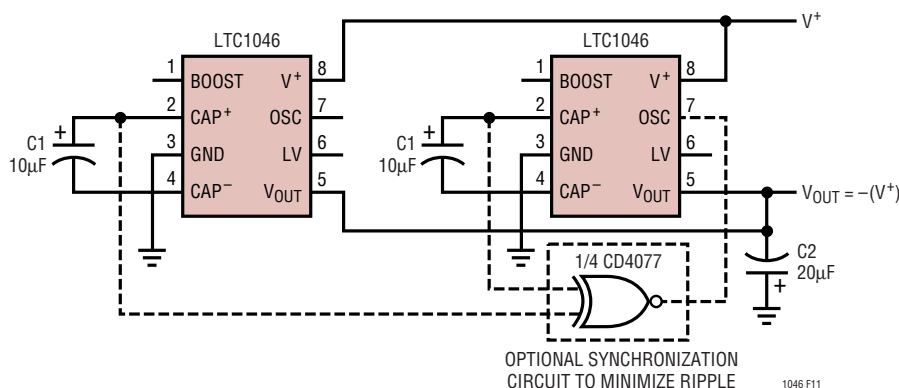 V+
LTC1046
1 BOOST V+ 8
2 CAP+ OSC 7
3 GND LV 6
4 CAP− VOUT 5
+
C1
10µF
LTC1046
1 BOOST V+ 8
2 CAP+ OSC 7
3 GND LV 6
4 CAP− VOUT 5
+
C1
10µF
VOUT = –(V+)
C2
20µF
+
1/4 CD4077
OPTIONAL SYNCHRONIZATION
CIRCUIT TO MINIMIZE RIPPLE
1046 F11